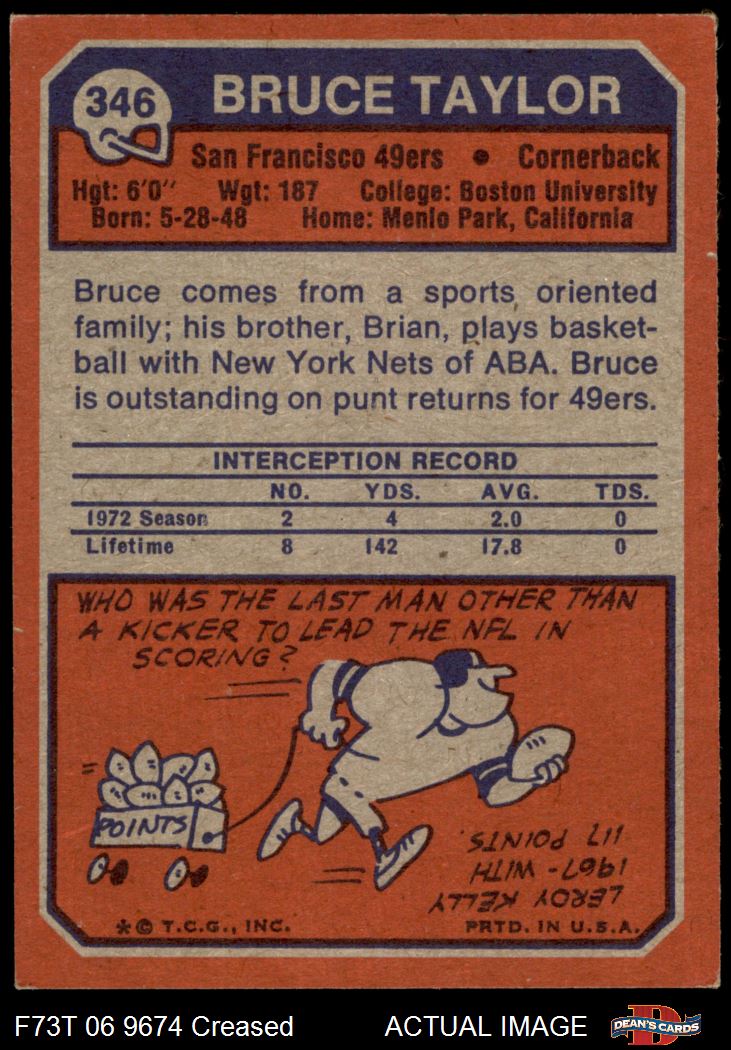 346
BRUCE TAYLOR
San Francisco 49ers • Cornerback
Hgt: 6'0" Wgt: 187 College: Boston University
Born: 5-28-48 Home: Menlo Park, California
Bruce comes from a sports oriented
family; his brother, Brian, plays basket-
ball with New York Nets of ABA. Bruce
is outstanding on punt returns for 49ers.
INTERCEPTION RECORD
NO. YDS. AVG. TDS.
1972 Season 2 4 2.0 0
Lifetime 8 142 17.8 0
WHO WAS THE LAST MAN OTHER THAN
A KICKER TO LEAD THE NFL IN
SCORING?
POINTS
LEROY KELLY
1967 - WITH
117 POINTS.
*© T.C.G., INC. PRTD. IN U.S.A.
F73T 06 9674 Creased ACTUAL IMAGE
D
DEAN'S CARDS